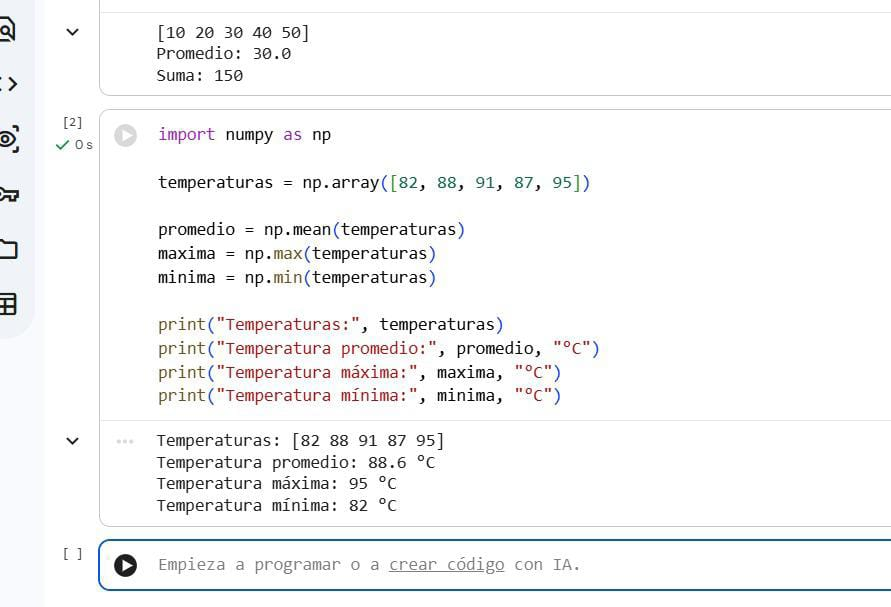 [10 20 30 40 50]
Promedio: 30.0
Suma: 150
[2]
0 s
import numpy as np
temperaturas = np.array([82, 88, 91, 87, 95])
promedio = np.mean(temperaturas)
maxima = np.max(temperaturas)
minima = np.min(temperaturas)
print("Temperaturas:", temperaturas)
print("Temperatura promedio:", promedio, "°C")
print("Temperatura máxima:", maxima, "°C")
print("Temperatura mínima:", minima, "°C")
Temperaturas: [82 88 91 87 95]
Temperatura promedio: 88.6 °C
Temperatura máxima: 95 °C
Temperatura mínima: 82 °C
[ ]
Empieza a programar o a crear código con IA.